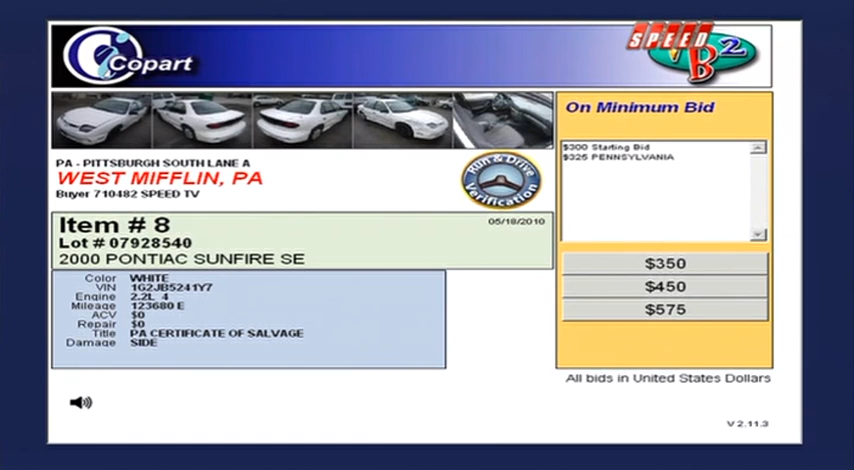 Copart
SPEED
VB2
On Minimum Bid
$300 Starting Bid
$325 PENNSYLVANIA
PA - PITTSBURGH SOUTH LANE A
WEST MIFFLIN, PA
Buyer 710482 SPEED TV
Run & Drive
Verification
Item # 8
05/18/2010
Lot # 07928540
2000 PONTIAC SUNFIRE SE
$350
$450
$575
Color WHITE
VIN 1G2JB5241Y7
Engine 2.2L 4
Mileage 123680 E
ACV $0
Repair $0
Title PA CERTIFICATE OF SALVAGE
Damage SIDE
All bids in United States Dollars
V 2.11.3